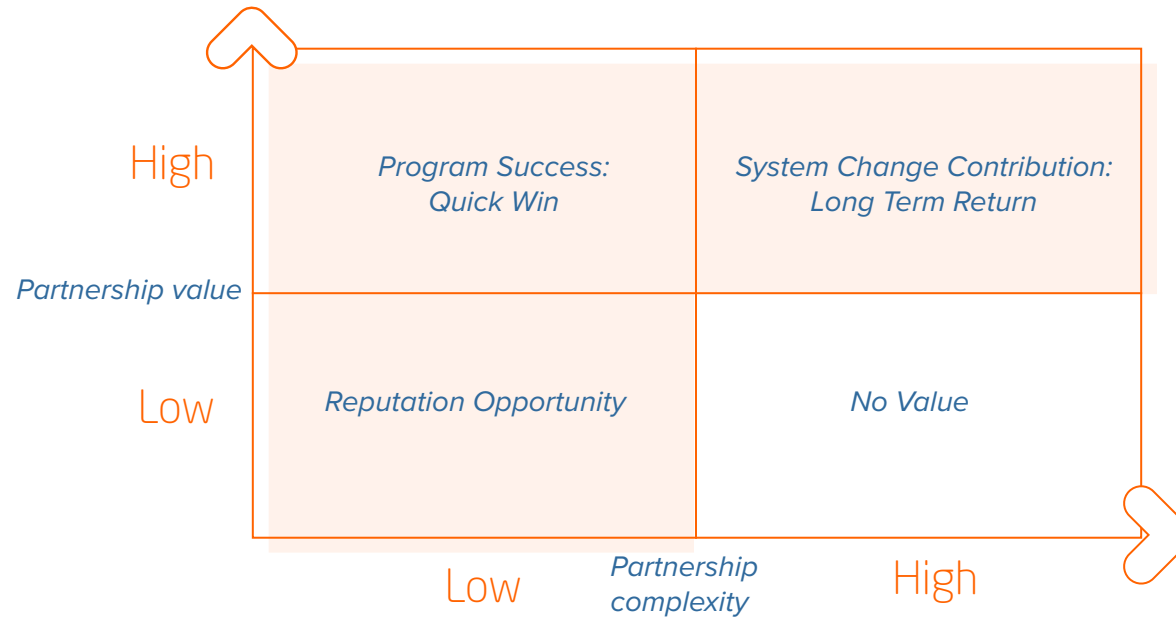 High
Program Success:
Quick Win
System Change Contribution:
Long Term Return
Partnership value
Low
Reputation Opportunity
No Value
Low
Partnership
complexity
High